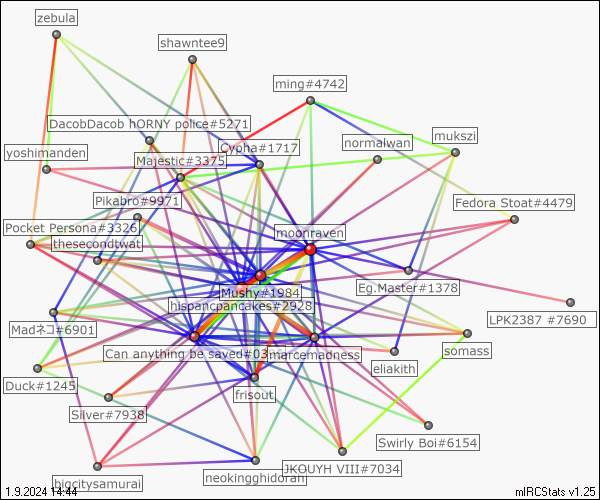 zebula
shawntee9
ming#4742
DacobDacob hORNY police#5271
mukszi
normalwan
Cypha#1717
yoshimanden
Majestic#3375
Pikabro#9971
Fedora Stoat#4479
Pocket Persona#3326
moonraven
thesecondtwat
Eg.Master#1378
Mushy#1984
hispancpancakes#2928
LPK2387 #7690
Madネコ#6901
Can anything be saved#03
marcemadness
somass
eliakith
Duck#1245
frisout
Silver#7938
Swirly Boi#6154
JKOUYH VIII#7034
neokingghidorah
bigcitysamurai
1.9.2024 14:44
mIRCStats v1.25